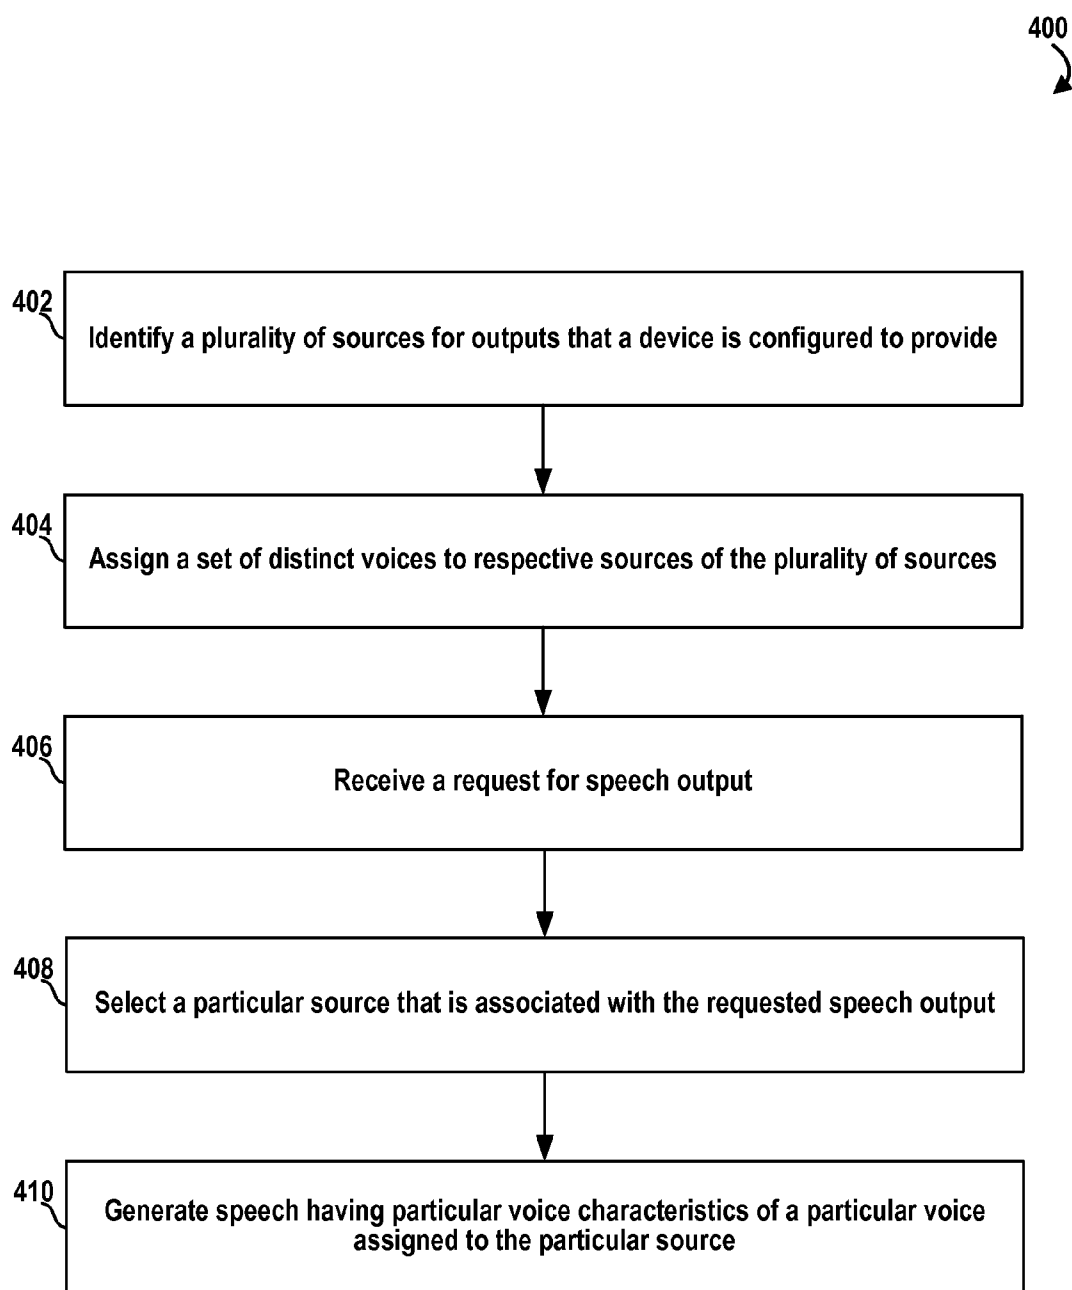 400
402
Identify a plurality of sources for outputs that a device is configured to provide
404
Assign a set of distinct voices to respective sources of the plurality of sources
406
Receive a request for speech output
408
Select a particular source that is associated with the requested speech output
410
Generate speech having particular voice characteristics of a particular voice
assigned to the particular source